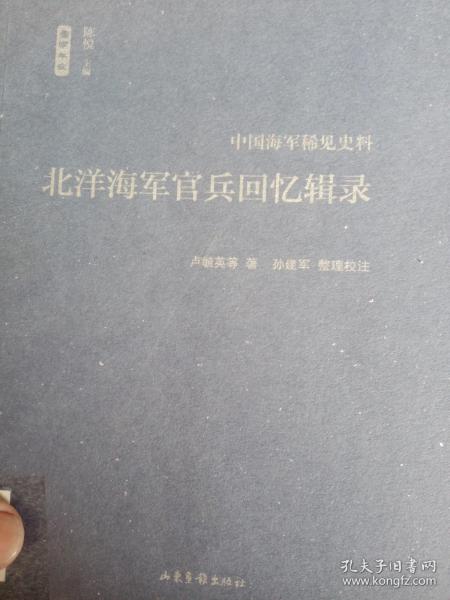 陈悦 主编
中国海军稀见史料
北洋海军官兵回忆辑录
卢毓英等 著 孙建军 整理校注
山东画报出版社
孔夫子旧书网
www.kongfz.com